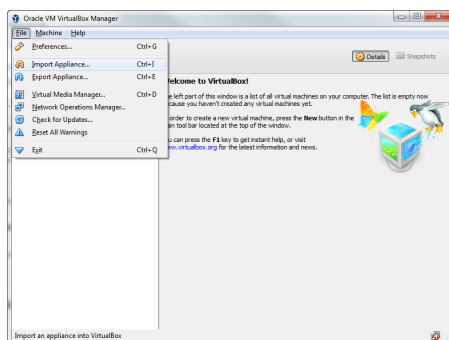 Oracle VM VirtualBox Manager
File Machine Help
Preferences... Ctrl+G
Import Appliance... Ctrl+I
Export Appliance... Ctrl+E
Virtual Media Manager... Ctrl+D
Network Operations Manager...
Check for Updates...
Reset All Warnings
Exit Ctrl+Q
Details Snapshots
elcome to VirtualBox!
e left part of this window is a list of all virtual machines on your computer. The list is empty now
cause you haven't created any virtual machines yet.
order to create a new virtual machine, press the New button in the
in tool bar located at the top of the window.
u can press the F1 key to get instant help, or visit
w.virtualbox.org for the latest information and news.
Import an appliance into VirtualBox